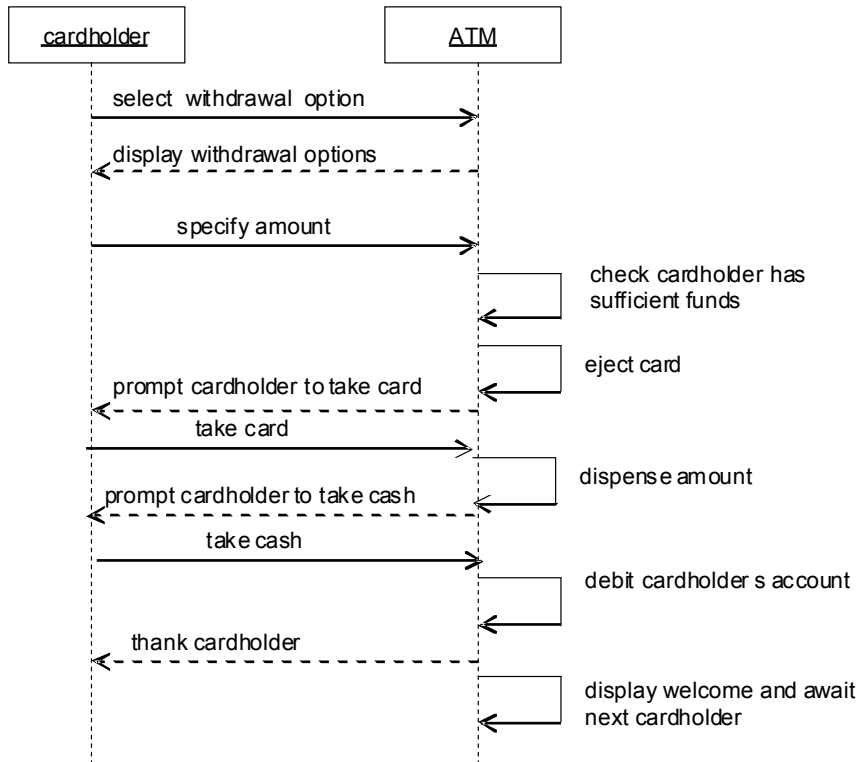 cardholder
ATM
select withdrawal option
display withdrawal options
specify amount
check cardholder has
sufficient funds
eject card
prompt cardholder to take card
take card
dispense amount
prompt cardholder to take cash
take cash
debit cardholder s account
thank cardholder
display welcome and await
next cardholder